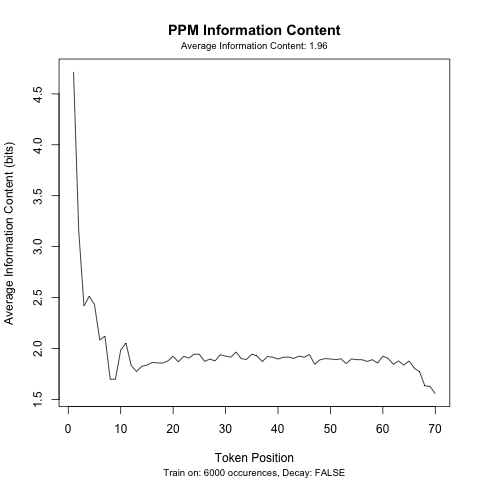 PPM Information Content
Average Information Content: 1.96
Average Information Content (bits)
4.5
4.0
3.5
3.0
2.5
2.0
1.5
0 10 20 30 40 50 60 70
Token Position
Train on: 6000 occurences, Decay: FALSE